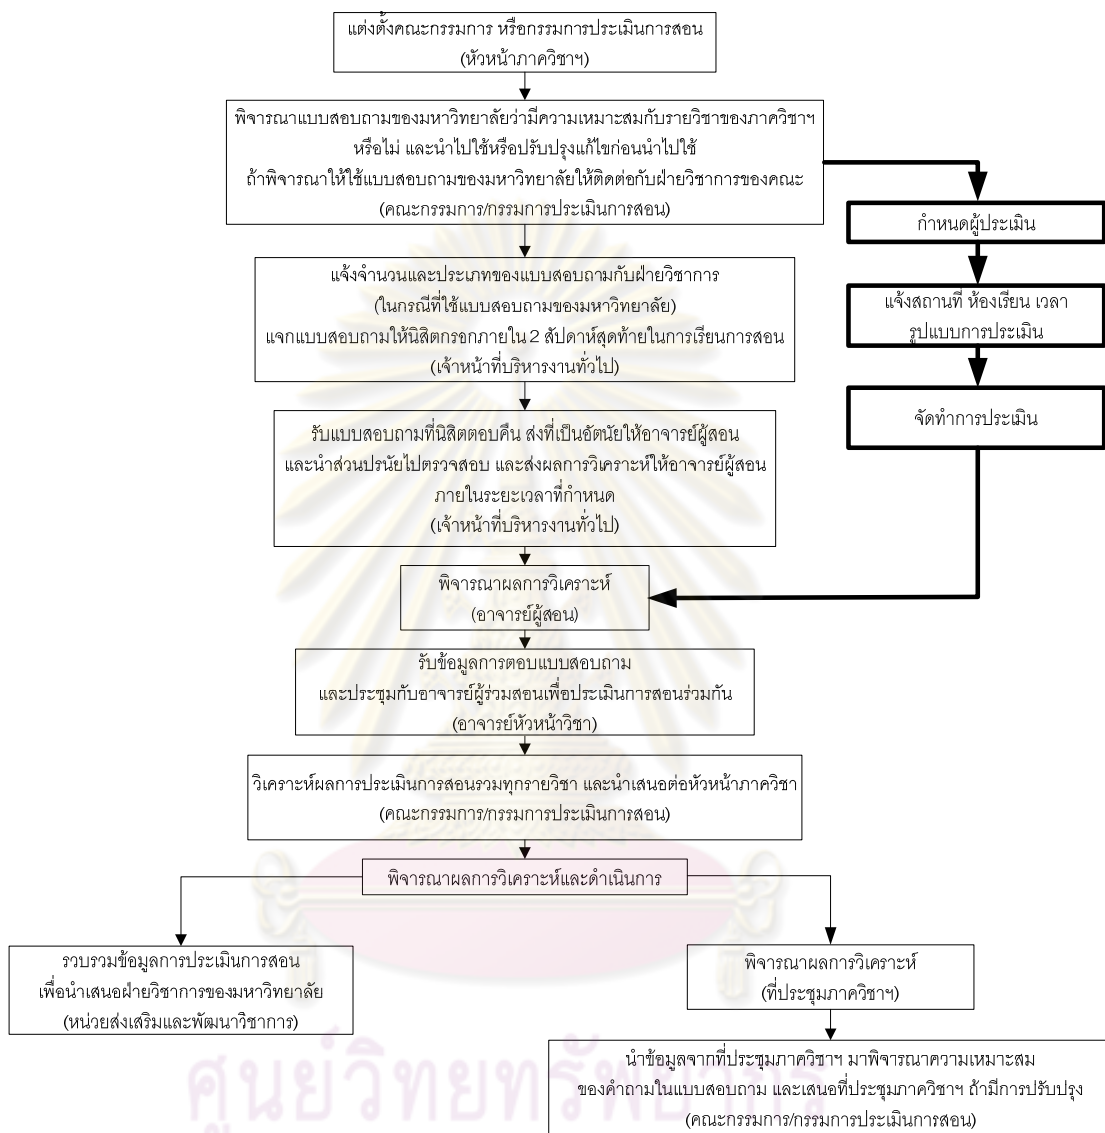 แต่งตั้งคณะกรรมการ หรือกรรมการประเมินการสอน
(หัวหน้าภาควิชาฯ)
พิจารณาแบบสอบถามของมหาวิทยาลัยว่ามีความเหมาะสมกับรายวิชาของภาควิชาฯ
หรือไม่ และนำไปใช้หรือปรับปรุงแก้ไขก่อนนำไปใช้
ถ้าพิจารณาให้ใช้แบบสอบถามของมหาวิทยาลัยให้ติดต่อกับฝ่ายวิชาการของคณะ
(คณะกรรมการ/กรรมการประเมินการสอน)
กำหนดผู้ประเมิน
แจ้งสถานที่ ห้องเรียน เวลา
รูปแบบการประเมิน
จัดทำการประเมิน
แจ้งจำนวนและประเภทของแบบสอบถามกับฝ่ายวิชาการ
(ในกรณีที่ใช้แบบสอบถามของมหาวิทยาลัย)
แจกแบบสอบถามให้นิสิตกรอกภายใน 2 สัปดาห์สุดท้ายในการเรียนการสอน
(เจ้าหน้าที่บริหารงานทั่วไป)
รับแบบสอบถามที่นิสิตตอบคืน ส่งที่เป็นอัตนัยให้อาจารย์ผู้สอน
และนำส่วนปรนัยไปตรวจสอบ และส่งผลการวิเคราะห์ให้อาจารย์ผู้สอน
ภายในระยะเวลาที่กำหนด
(เจ้าหน้าที่บริหารงานทั่วไป)
พิจารณาผลการวิเคราะห์
(อาจารย์ผู้สอน)
รับข้อมูลการตอบแบบสอบถาม
และประชุมกับอาจารย์ผู้ร่วมสอนเพื่อประเมินการสอนร่วมกัน
(อาจารย์หัวหน้าวิชา)
วิเคราะห์ผลการประเมินการสอนรวมทุกรายวิชา และนำเสนอต่อหัวหน้าภาควิชา
(คณะกรรมการ/กรรมการประเมินการสอน)
พิจารณาผลการวิเคราะห์และดำเนินการ
รวบรวมข้อมูลการประเมินการสอน
เพื่อนำเสนอฝ่ายวิชาการของมหาวิทยาลัย
(หน่วยส่งเสริมและพัฒนาวิชาการ)
พิจารณาผลการวิเคราะห์
(ที่ประชุมภาควิชาฯ)
นำข้อมูลจากที่ประชุมภาควิชาฯ มาพิจารณาความเหมาะสม
ของคำถามในแบบสอบถาม และเสนอที่ประชุมภาควิชาฯ ถ้ามีการปรับปรุง
(คณะกรรมการ/กรรมการประเมินการสอน)
ศูนย์วิทยทรัพยากร